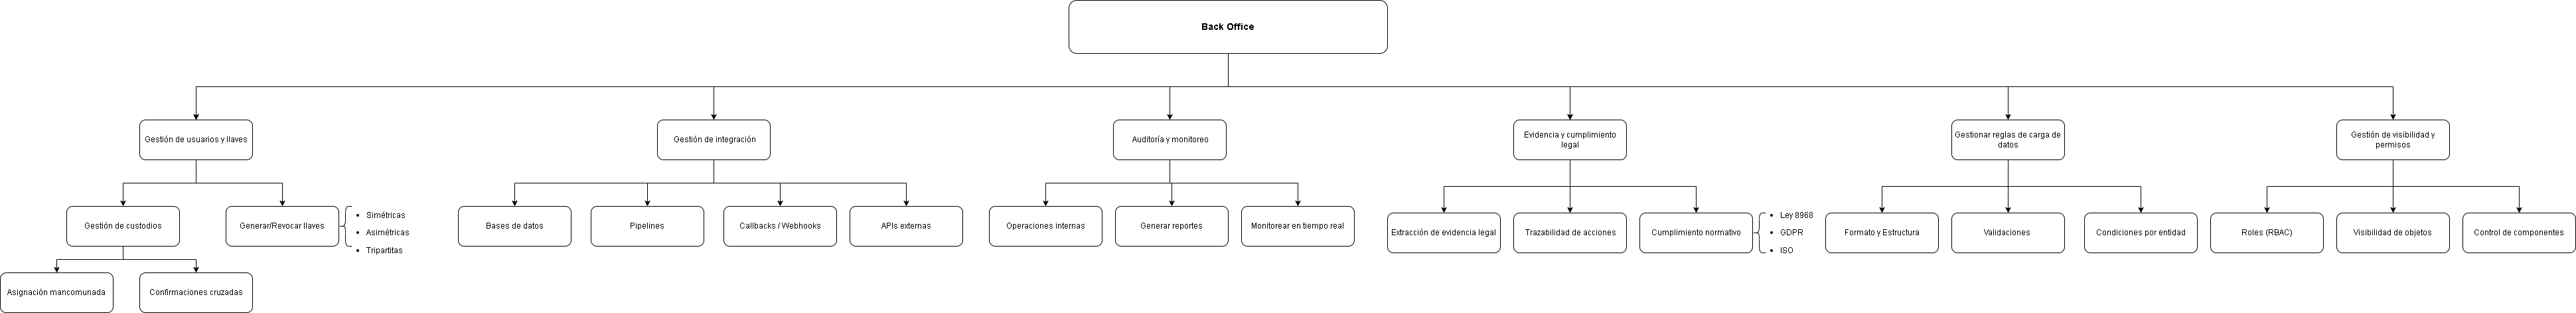 Back Office
Gestión de usuarios y llaves
Gestión de integración
Auditoría y monitoreo
Evidencia y cumplimiento
legal
Gestionar reglas de carga de
datos
Gestión de visibilidad y
permisos
Gestión de custodios
Generar/Revocar llaves
Simétricas
Asimétricas
Tripartitas
Asignación mancomunada
Confirmaciones cruzadas
Bases de datos
Pipelines
Callbacks / Webhooks
APIs externas
Operaciones internas
Generar reportes
Monitorear en tiempo real
Extracción de evidencia legal
Trazabilidad de acciones
Cumplimiento normativo
Ley 8968
GDPR
ISO
Formato y Estructura
Validaciones
Condiciones por entidad
Roles (RBAC)
Visibilidad de objetos
Control de componentes